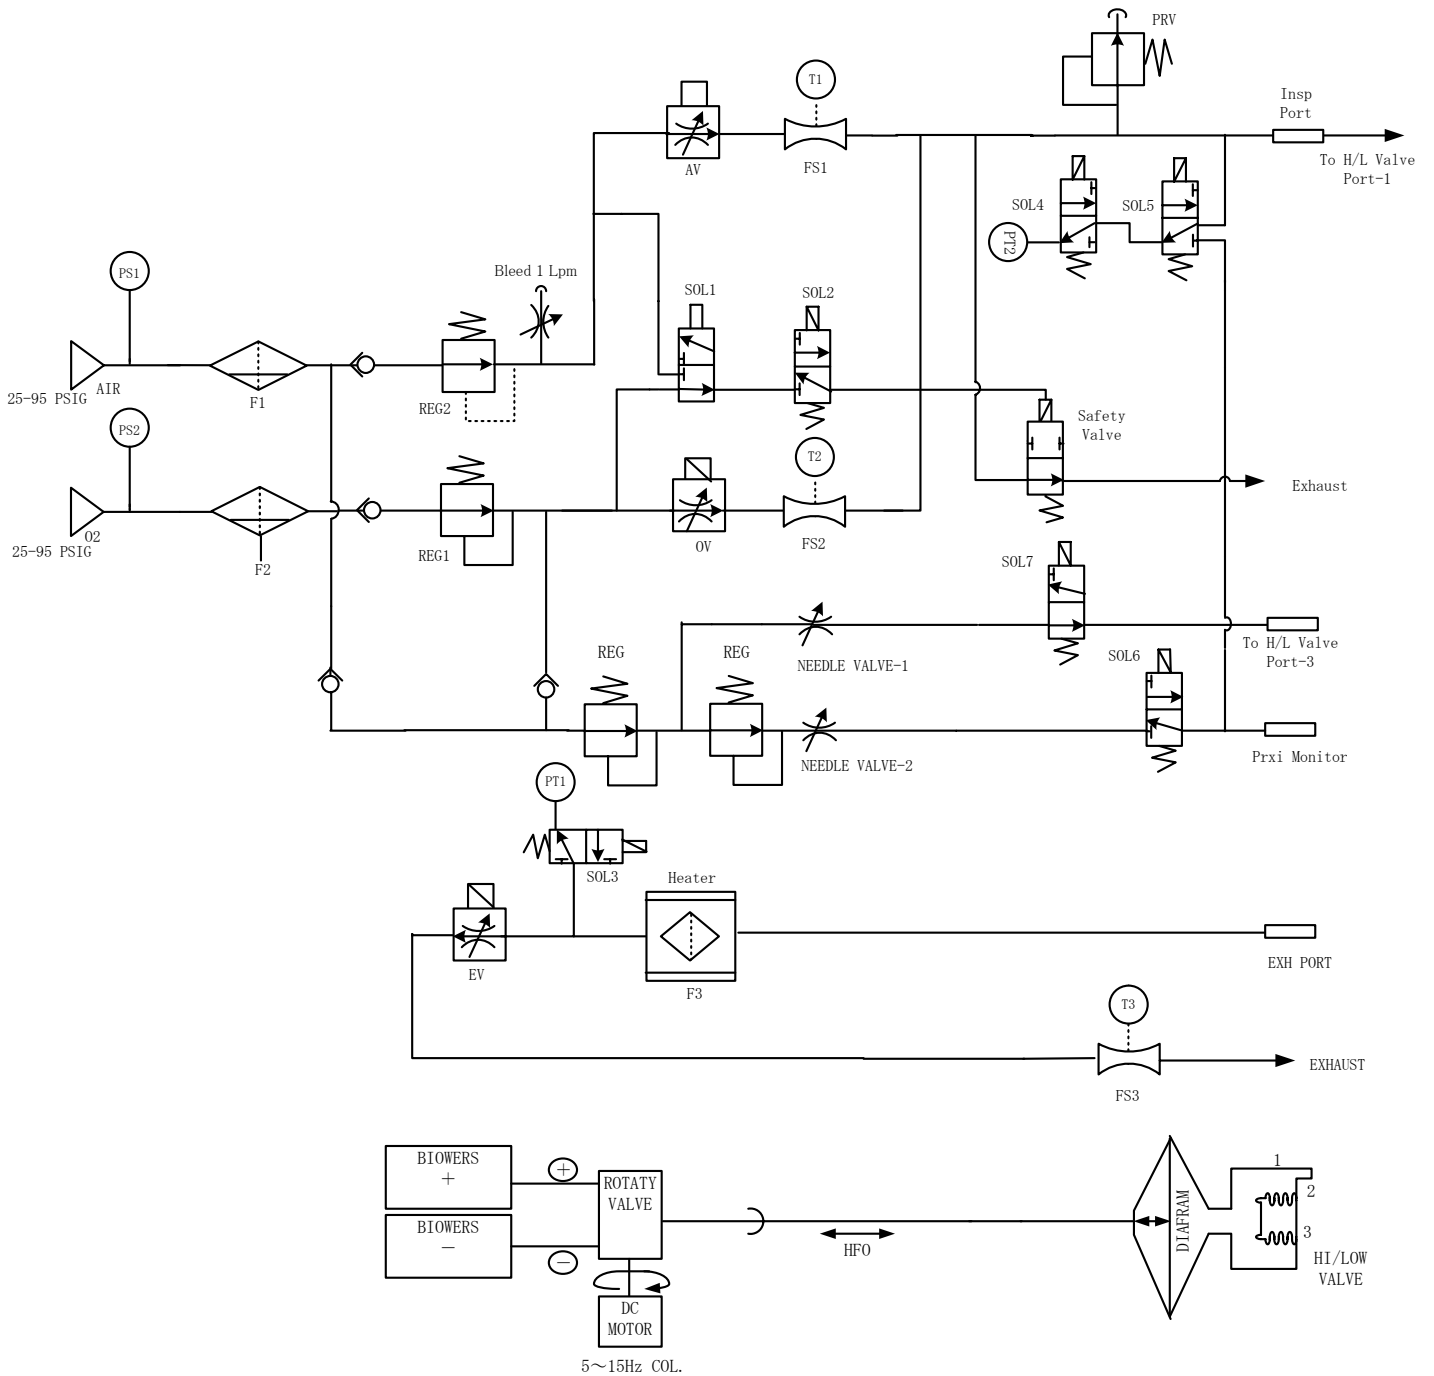 PRV
Insp
Port
To H/L Valve
Port-1
T1
AV
FS1
SOL4
SOL5
PT2
PS1
Bleed 1 Lpm
SOL1
SOL2
AIR
25-95 PSIG
F1
REG2
PS2
Safety
Valve
T2
Exhaust
O2
25-95 PSIG
F2
REG1
OV
FS2
SOL7
REG
REG
NEEDLE VALVE-1
SOL6
To H/L Valve
Port-3
NEEDLE VALVE-2
Prxi Monitor
PT1
SOL3
Heater
EV
F3
EXH PORT
T3
EXHAUST
FS3
BIOWERS
+
+
ROTATY
VALVE
BIOWERS
−
−
HFO
DIAFRAM
1
2
3
HI/LOW
VALVE
DC
MOTOR
5～15Hz COL.